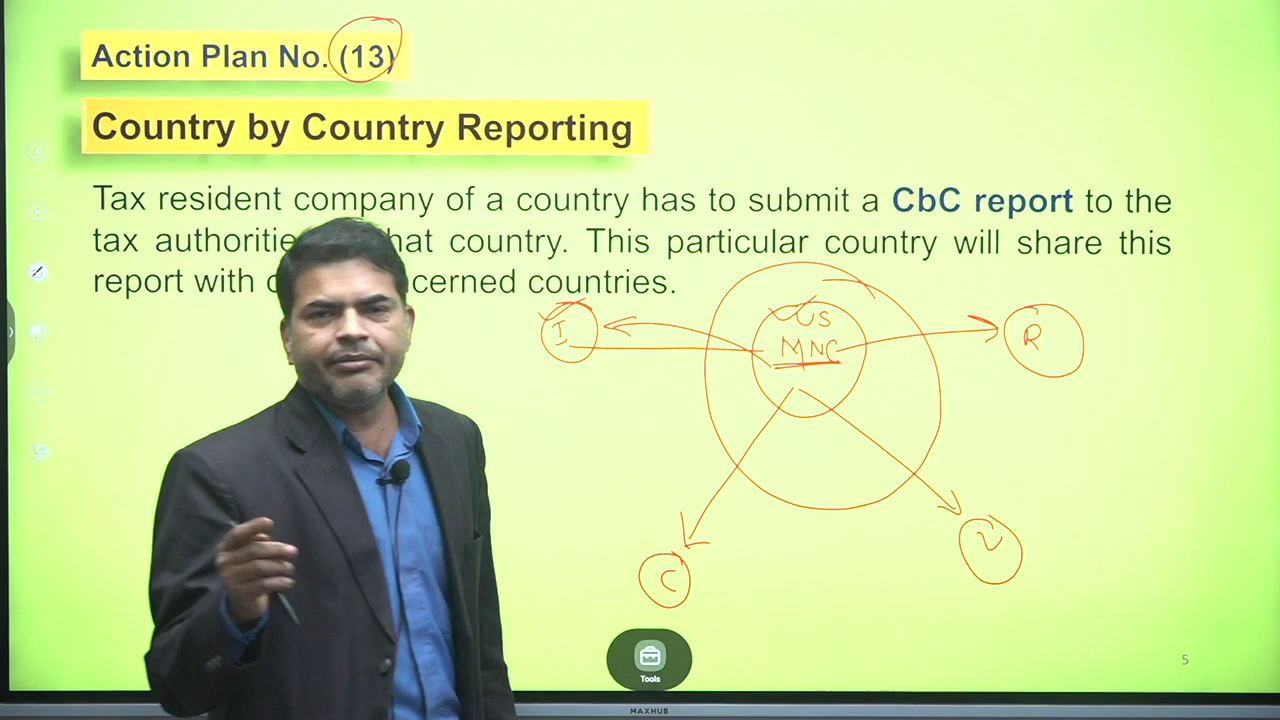 Action Plan No. (13)
Country by Country Reporting
Tax resident company of a country has to submit a CbC report to the
tax authoritie hat country. This particular country will share this
report with cerned countries.
I
US
MNC
R
C
Tools
5
MAXHUB